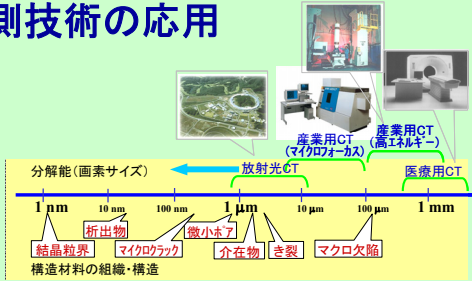 測技術の応用
産業用CT
(マイクロフォーカス)
産業用CT
(高エネルギー)
分解能(画素サイズ)
放射光CT
医療用CT
1 nm
10 nm
100 nm
1 μm
10 μm
100 μm
1 mm
結晶粒界
析出物
マイクロクラック
微小ボア
介在物
き裂
マクロ欠陥
構造材料の組織・構造